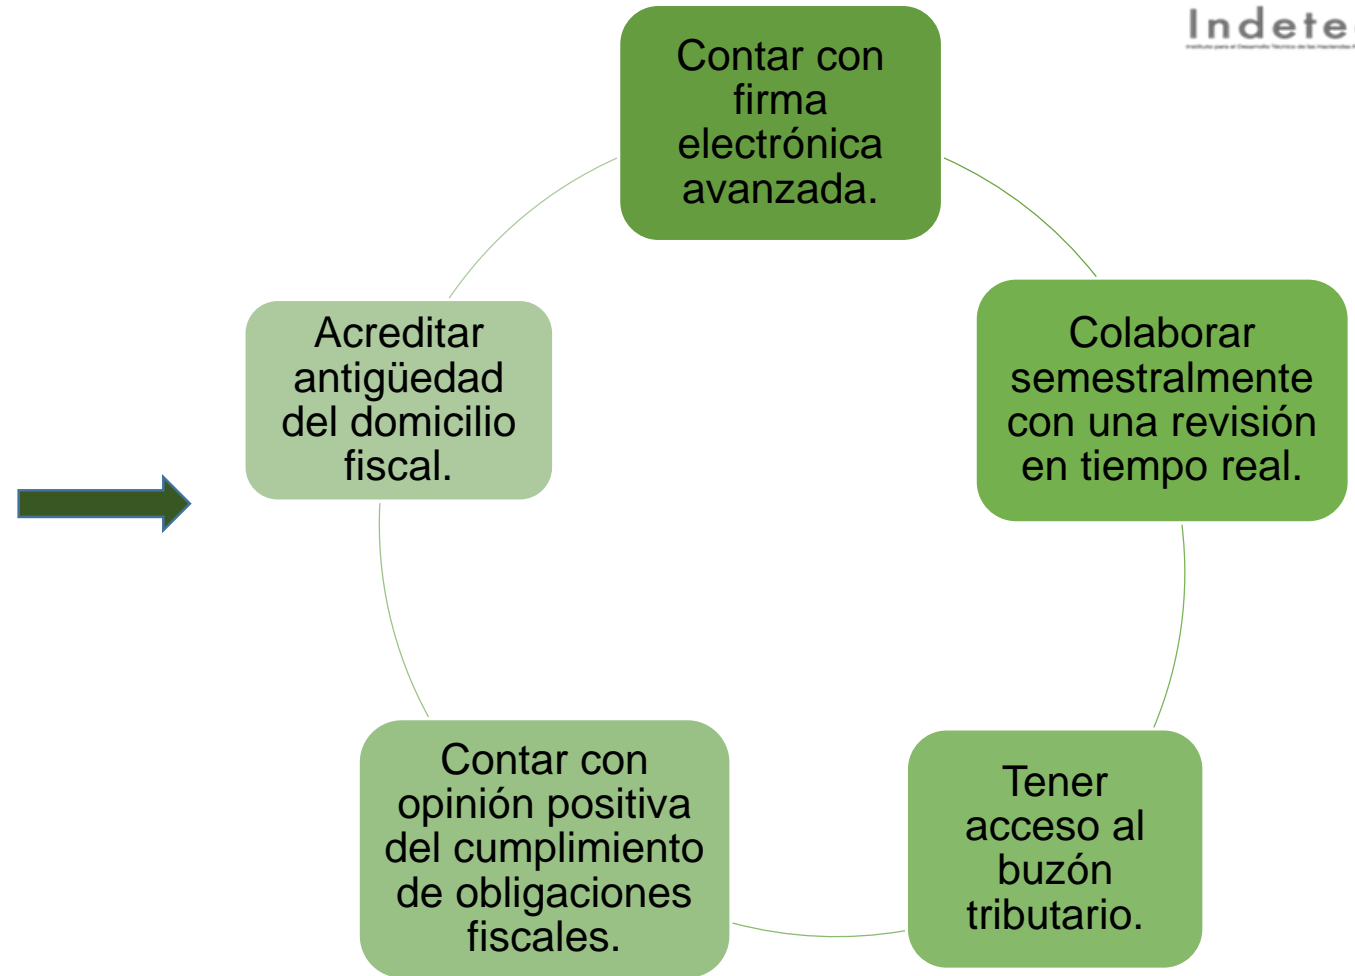 Indete
Contar con
firma
electrónica
avanzada.
Colaborar
semestralmente
con una revisión
en tiempo real.
Tener
acceso al
buzón
tributario.
Contar con
opinión positiva
del cumplimiento
de obligaciones
fiscales.
Acreditar
antigüedad
del domicilio
fiscal.